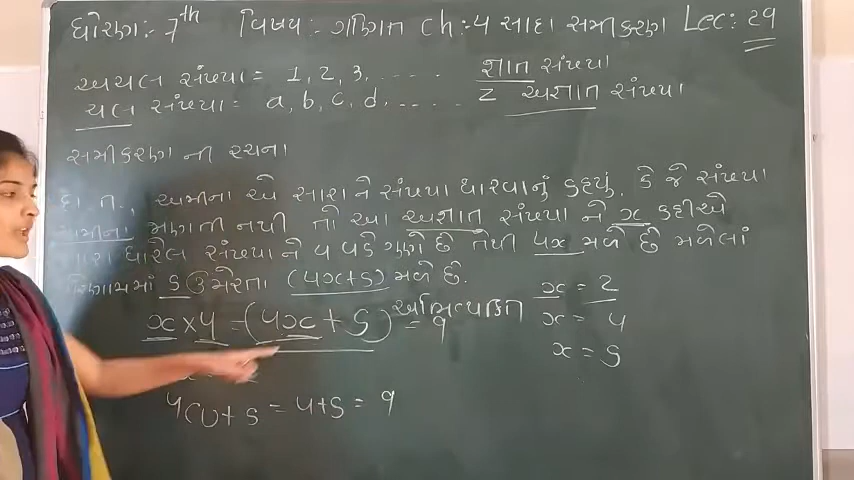 ધોરણ:- 7th વિષય:- ગણિત ch:-4 સાદા સમીકરણ Lec: 29
અચલ સંખ્યા = 1, 2, 3, ..... જ્ઞાત સંખ્યા
ચલ સંખ્યા = a, b, c, d, ..... z અજ્ઞાત સંખ્યા
સમીકરણ ની રચના
દા.ત., અમીના એ સારા ને સંખ્યા ધારવાનું કહ્યું. કે જે સંખ્યા
અમીના જાણતી નથી તો આ અજ્ઞાત સંખ્યા ને x કહીએ
સારા ધારેલ સંખ્યા ને 4 વડે ગુણે છે તેથી 4x મળે છે મળેલાં
પરિણામમાં 5 ઉમેરતા (4x+5) મળે છે.
x × 4 = (4x + 5) અભિવ્યક્તિ = 9
4(1) + 5 = 4+5 = 9
x = 2
x = 4
x = 5